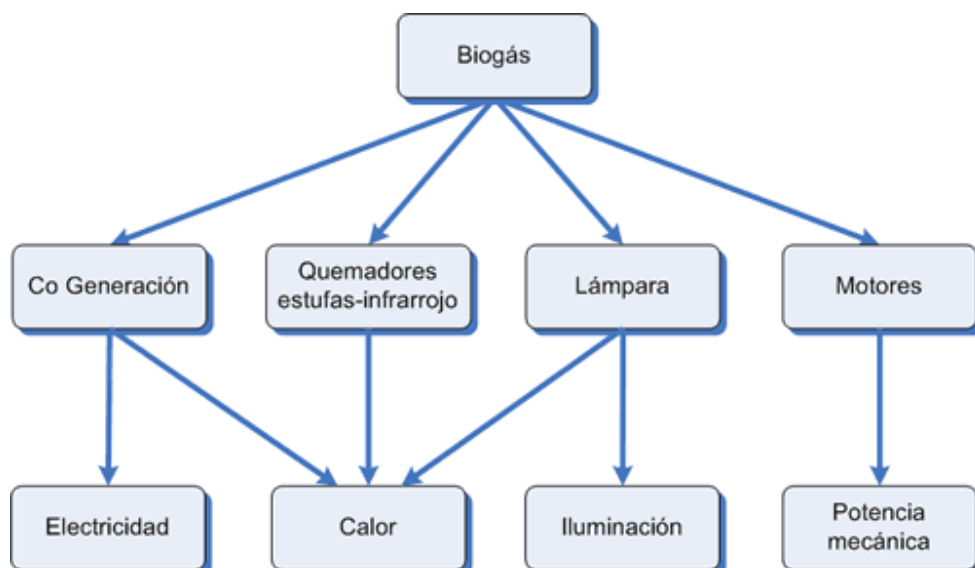 Biogás
Co Generación
Quemadores
estufas-infrarrojo
Lámpara
Motores
Electricidad
Calor
Iluminación
Potencia
mecánica